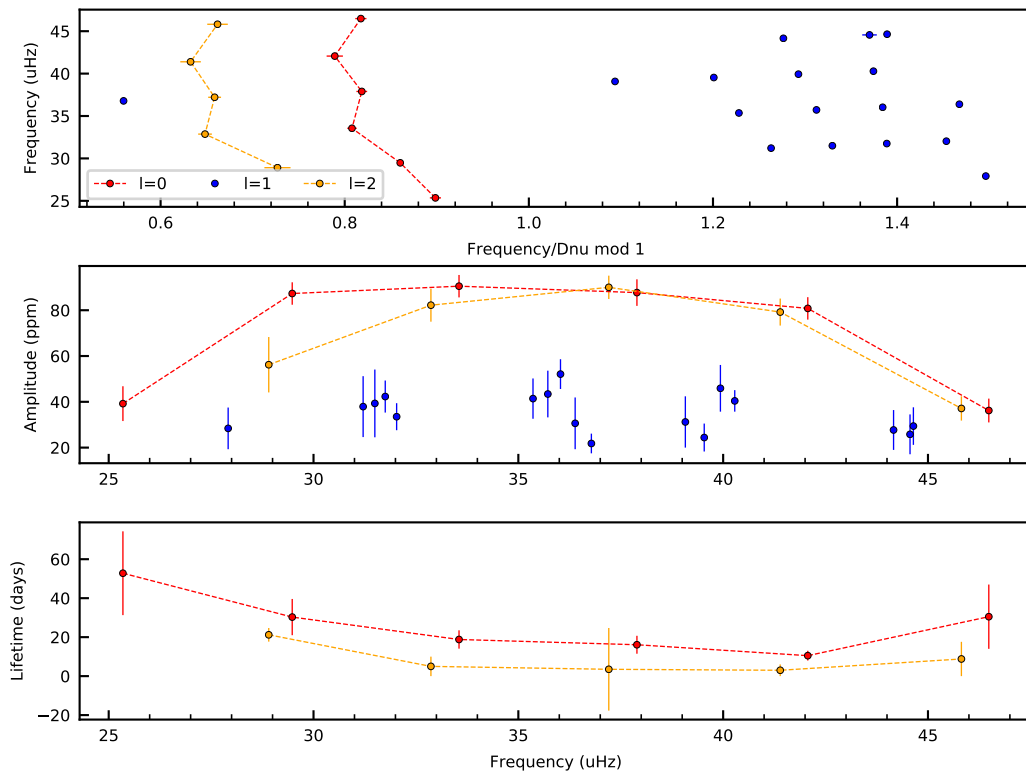 45
40
35
30
25
Frequency (uHz)
l=0 l=1 l=2
0.6 0.8 1.0 1.2 1.4
Frequency/Dnu mod 1
80
60
40
20
Amplitude (ppm)
25 30 35 40 45
60
40
20
0
−20
Lifetime (days)
25 30 35 40 45
Frequency (uHz)